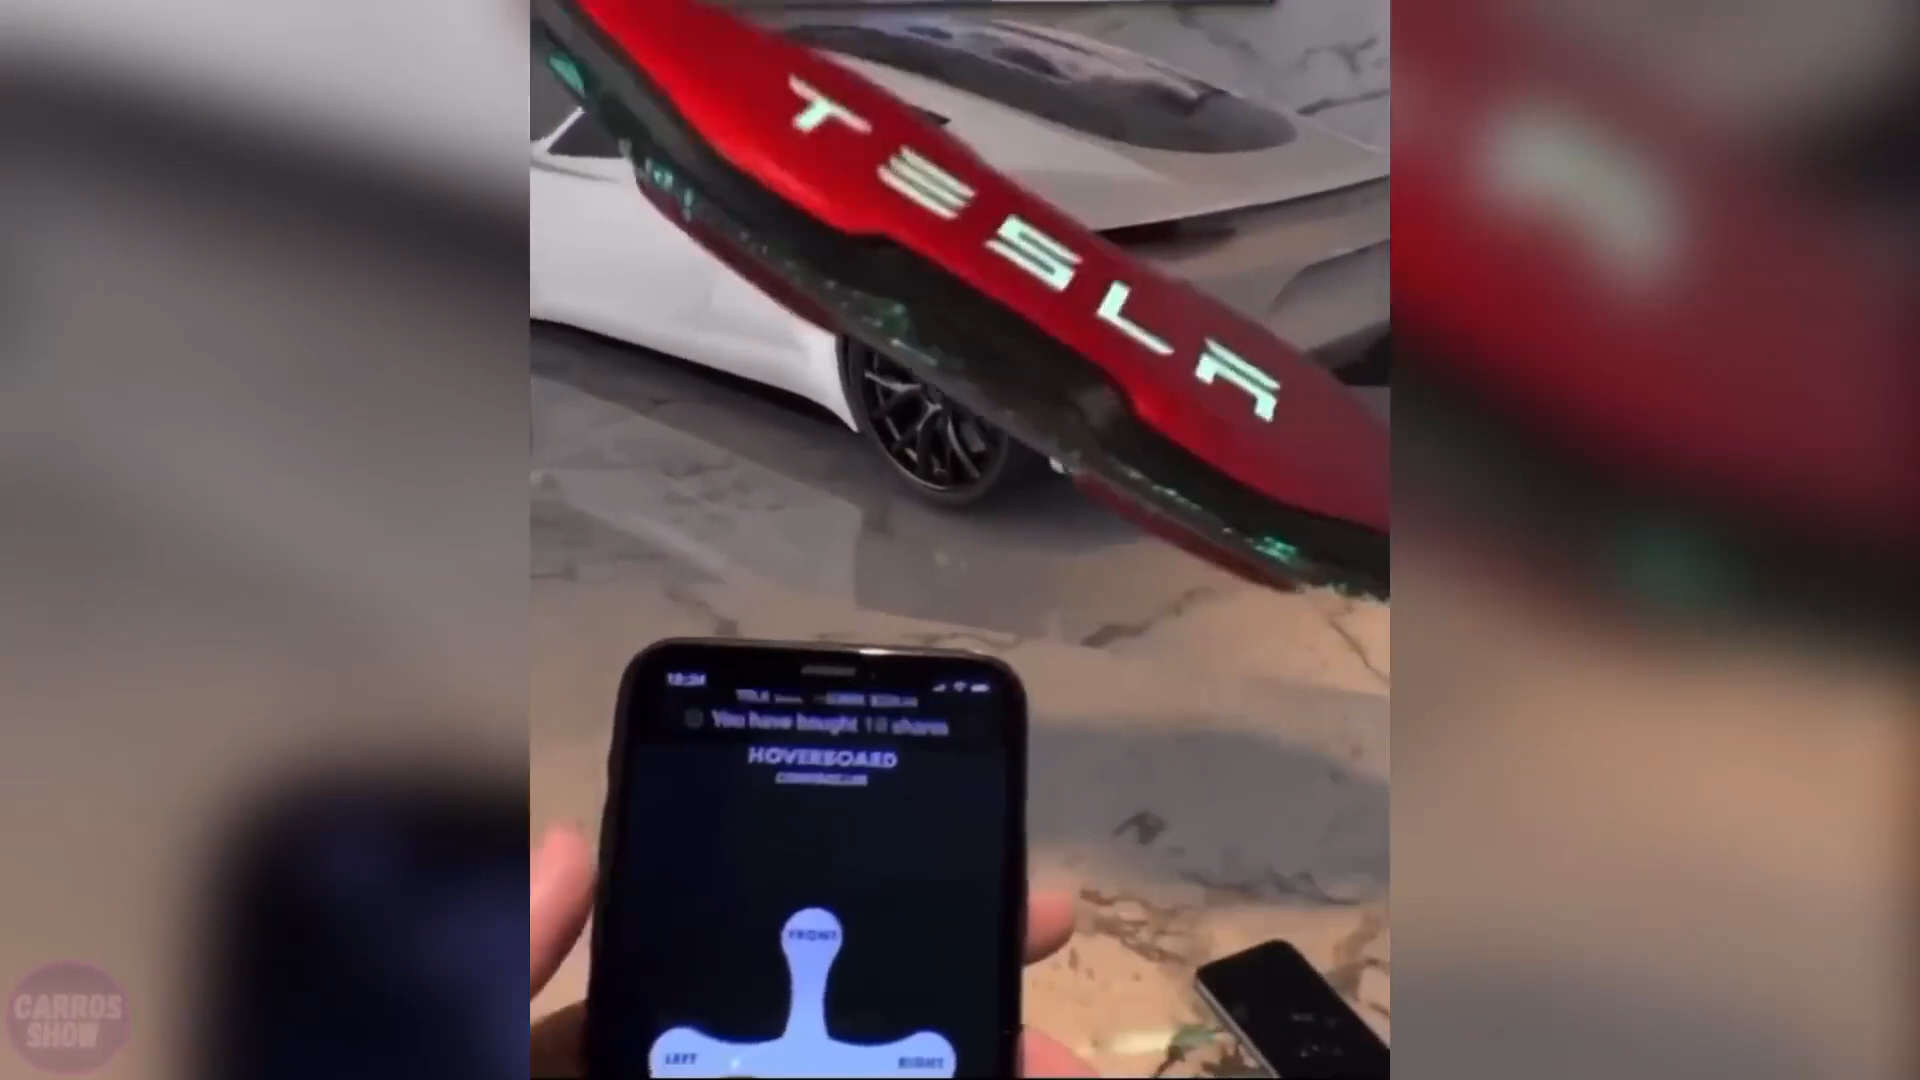 TESLA
You have bought 10 shares
HOVERBOARD
FRONT
LEFT
RIGHT
CARROS
SHOW